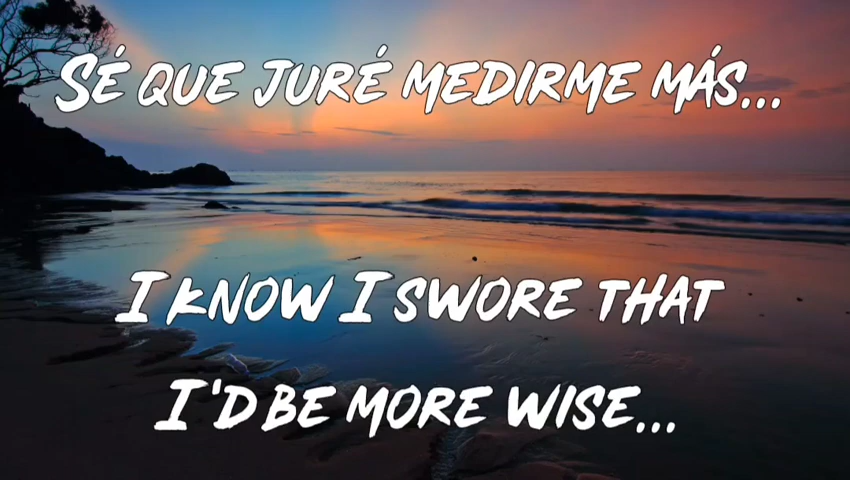 Sé que juré medirme más...
I know I swore that
I'd be more wise...